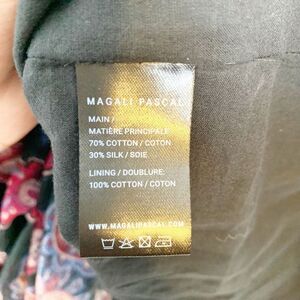 MAGALI PASCAL
MAIN /
MATIÈRE PRINCIPALE
70% COTTON / COTON
30% SILK / SOIE
LINING / DOUBLURE:
100% COTTON / COTON
WWW.MAGALIPASCAL.COM